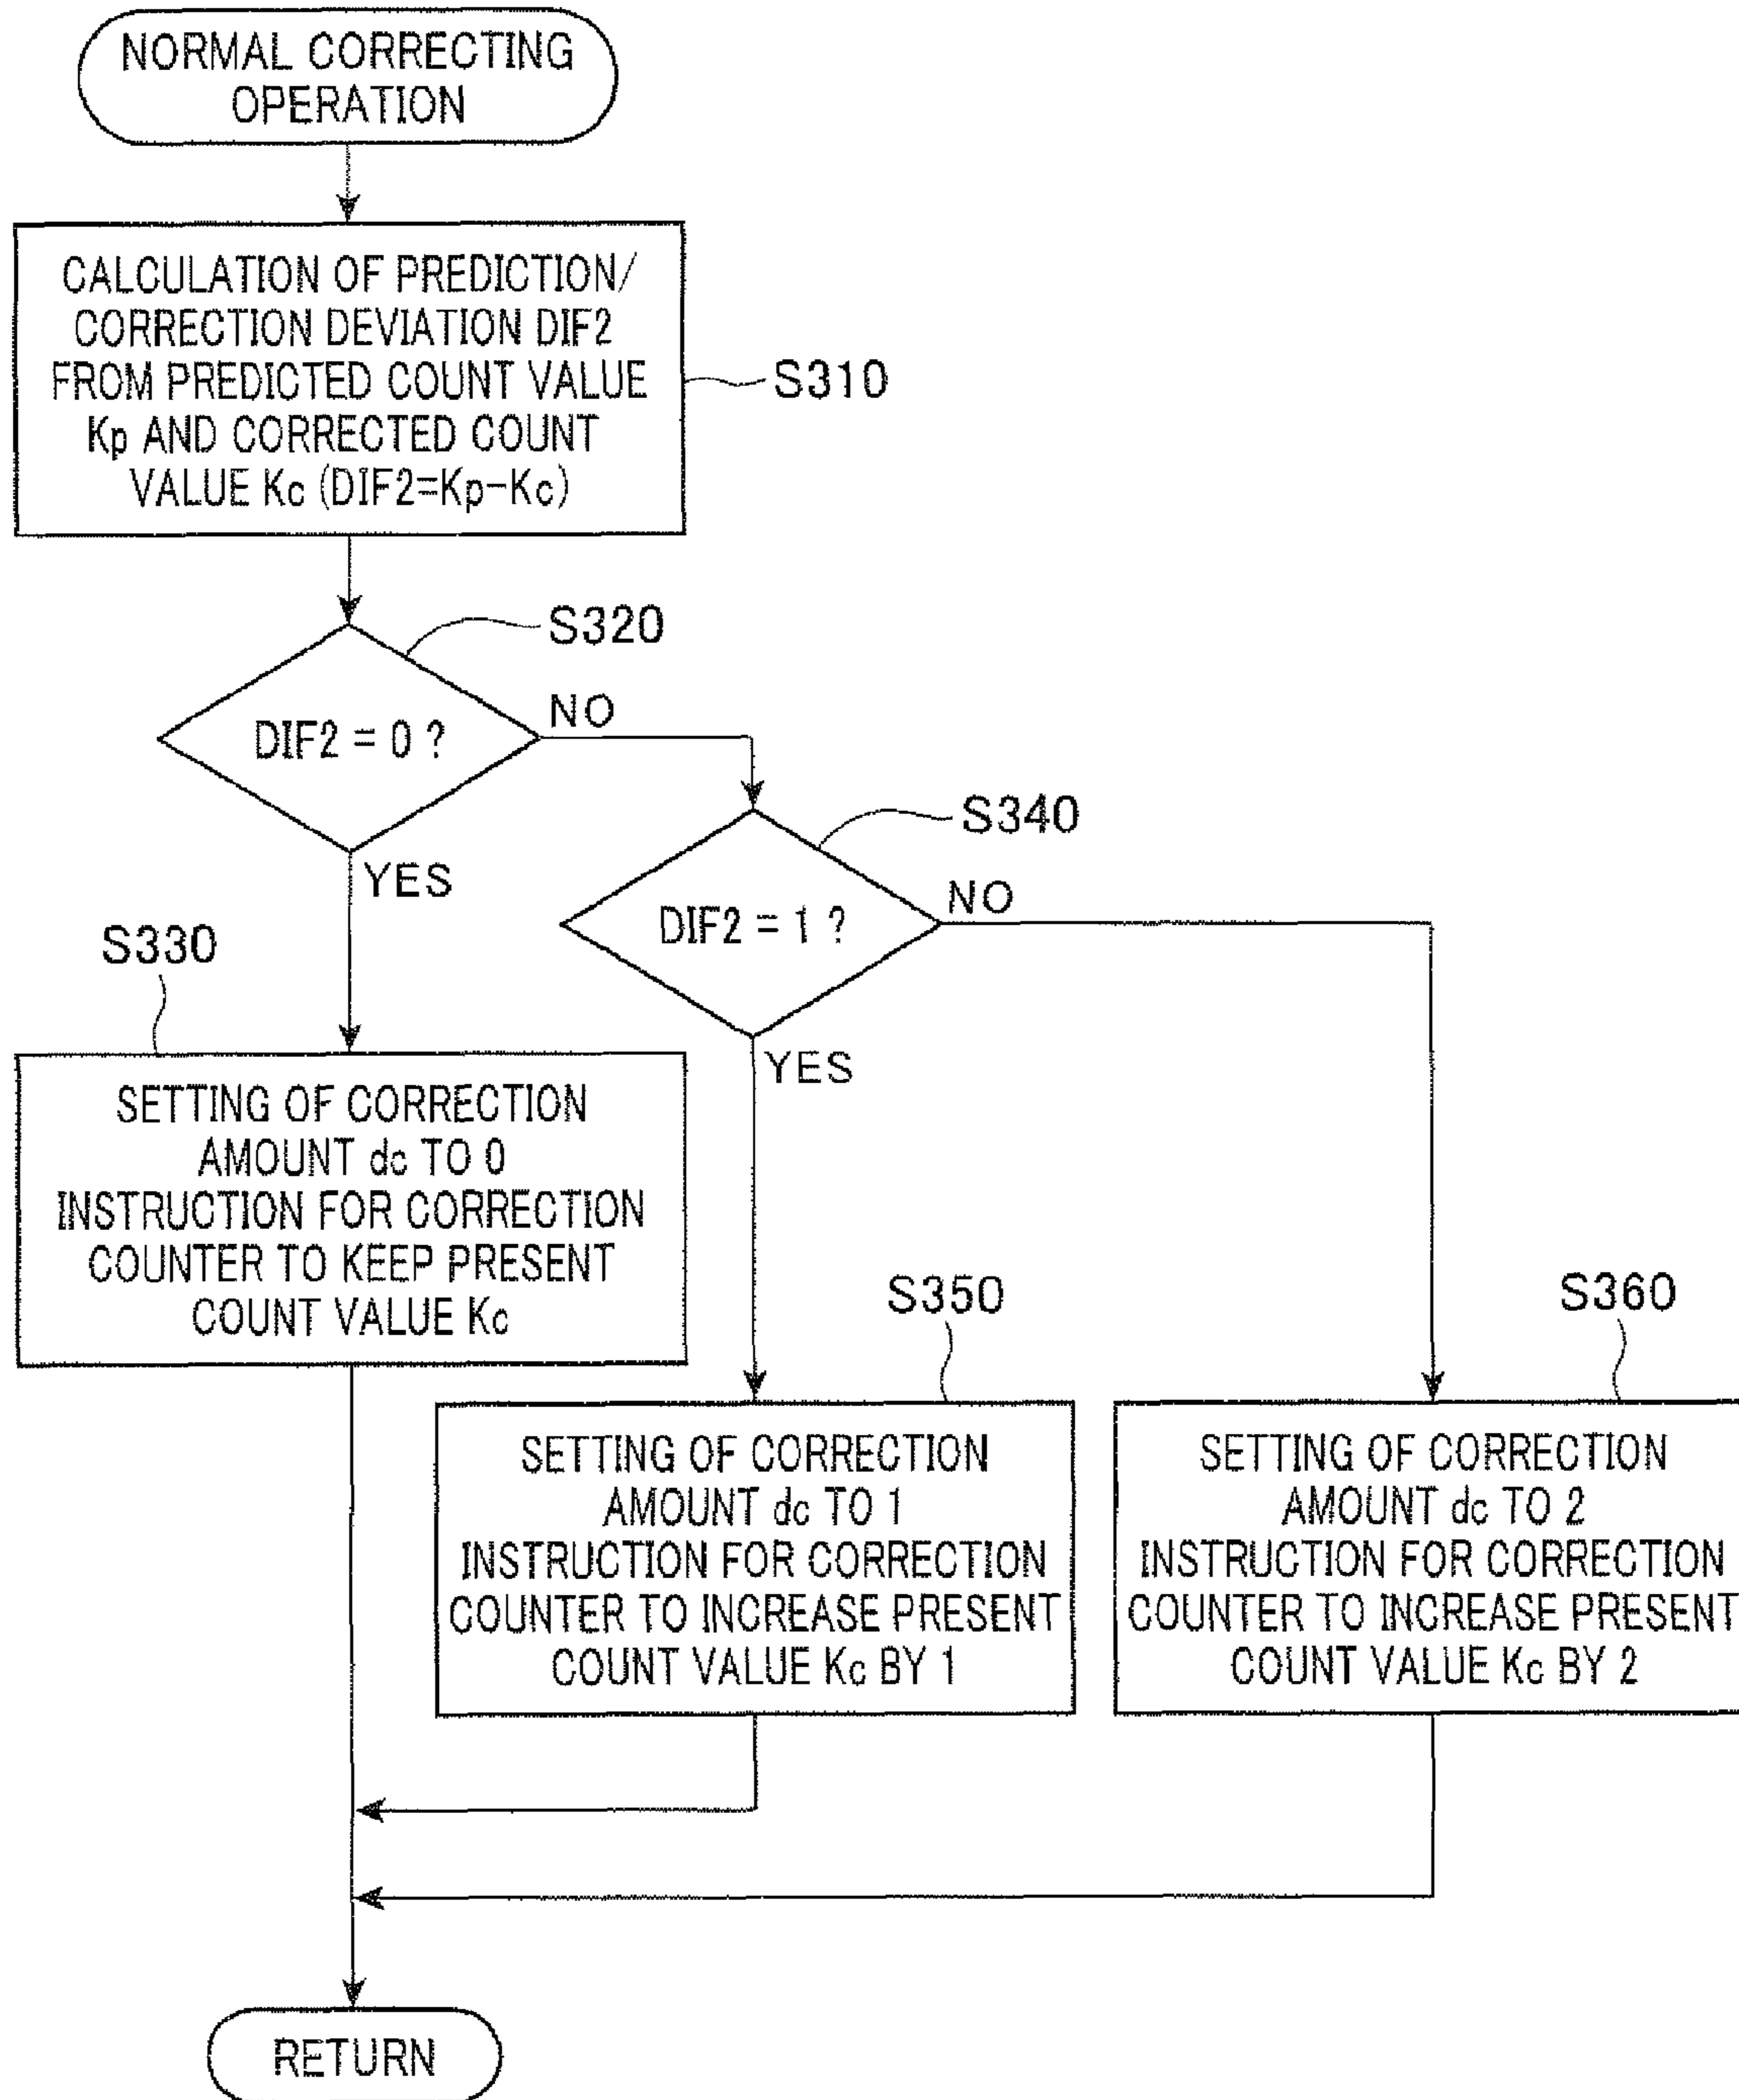 NORMAL CORRECTING
OPERATION
CALCULATION OF PREDICTION/
CORRECTION DEVIATION DIF2
FROM PREDICTED COUNT VALUE
Kp AND CORRECTED COUNT
VALUE Kc (DIF2=Kp-Kc)
S310
S320
DIF2 = 0 ?
NO
YES
S340
DIF2 = 1 ?
NO
YES
S330
SETTING OF CORRECTION
AMOUNT dc TO 0
INSTRUCTION FOR CORRECTION
COUNTER TO KEEP PRESENT
COUNT VALUE Kc
S350
SETTING OF CORRECTION
AMOUNT dc TO 1
INSTRUCTION FOR CORRECTION
COUNTER TO INCREASE PRESENT
COUNT VALUE Kc BY 1
S360
SETTING OF CORRECTION
AMOUNT dc TO 2
INSTRUCTION FOR CORRECTION
COUNTER TO INCREASE PRESENT
COUNT VALUE Kc BY 2
RETURN